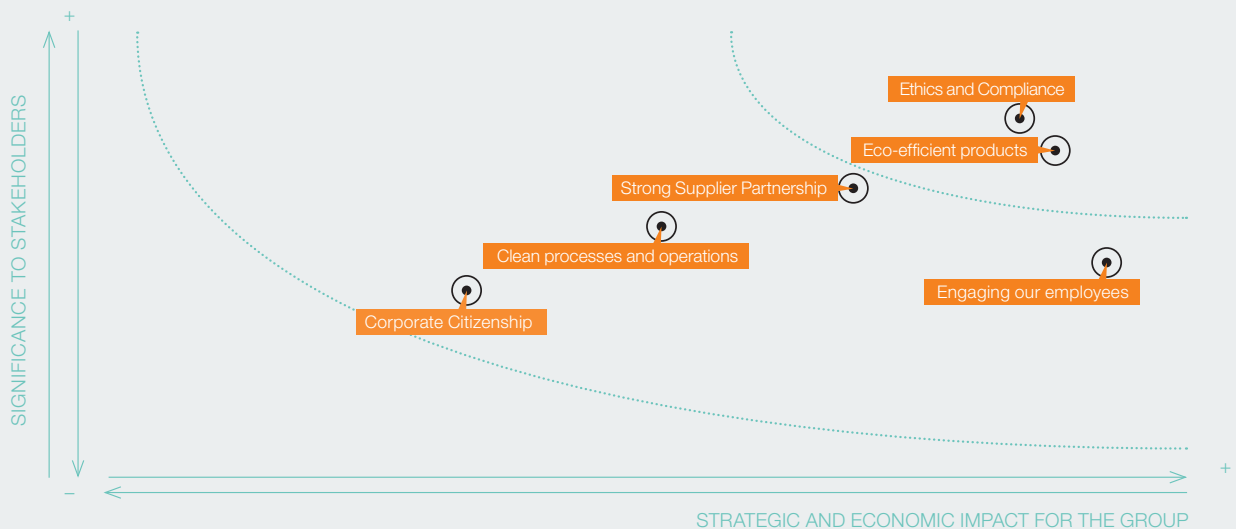 +
SIGNIFICANCE TO STAKEHOLDERS
Ethics and Compliance
Eco-efficient products
Strong Supplier Partnership
Clean processes and operations
Engaging our employees
Corporate Citizenship
+
–
STRATEGIC AND ECONOMIC IMPACT FOR THE GROUP